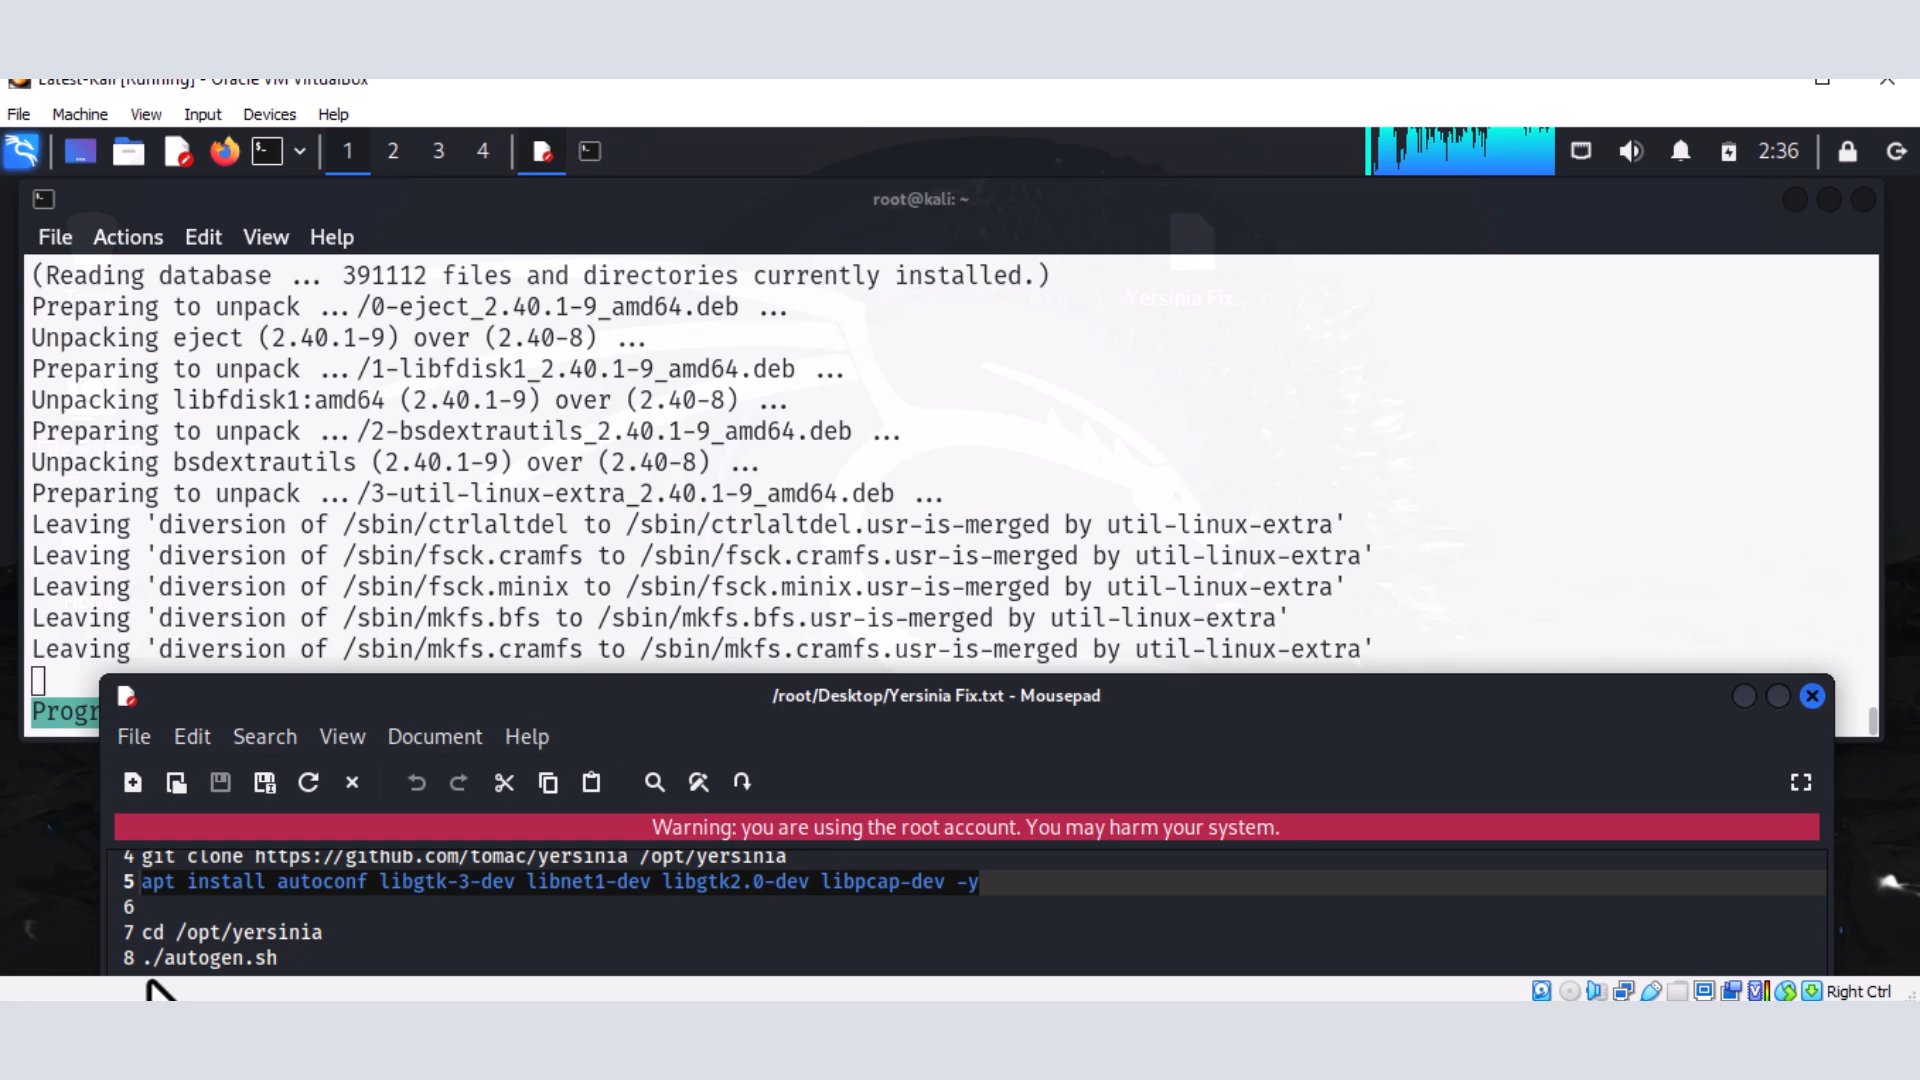 Latest-Kali [Running] - Oracle VM VirtualBox
File Machine View Input Devices Help
1 2 3 4 2:36
root@kali: ~
File Actions Edit View Help
(Reading database ... 391112 files and directories currently installed.)
Preparing to unpack .../0-eject_2.40.1-9_amd64.deb ...
Unpacking eject (2.40.1-9) over (2.40-8) ...
Yersinia Fix...
Preparing to unpack .../1-libfdisk1_2.40.1-9_amd64.deb ...
Unpacking libfdisk1:amd64 (2.40.1-9) over (2.40-8) ...
Preparing to unpack .../2-bsdextrautils_2.40.1-9_amd64.deb ...
Unpacking bsdextrautils (2.40.1-9) over (2.40-8) ...
Preparing to unpack .../3-util-linux-extra_2.40.1-9_amd64.deb ...
Leaving 'diversion of /sbin/ctrlaltdel to /sbin/ctrlaltdel.usr-is-merged by util-linux-extra'
Leaving 'diversion of /sbin/fsck.cramfs to /sbin/fsck.cramfs.usr-is-merged by util-linux-extra'
Leaving 'diversion of /sbin/fsck.minix to /sbin/fsck.minix.usr-is-merged by util-linux-extra'
Leaving 'diversion of /sbin/mkfs.bfs to /sbin/mkfs.bfs.usr-is-merged by util-linux-extra'
Leaving 'diversion of /sbin/mkfs.cramfs to /sbin/mkfs.cramfs.usr-is-merged by util-linux-extra'
Progr
/root/Desktop/Yersinia Fix.txt - Mousepad
File Edit Search View Document Help
Warning: you are using the root account. You may harm your system.
4 git clone https://github.com/tomac/yersinia /opt/yersinia
5 apt install autoconf libgtk-3-dev libnet1-dev libgtk2.0-dev libpcap-dev -y
6
7 cd /opt/yersinia
8 ./autogen.sh
Right Ctrl